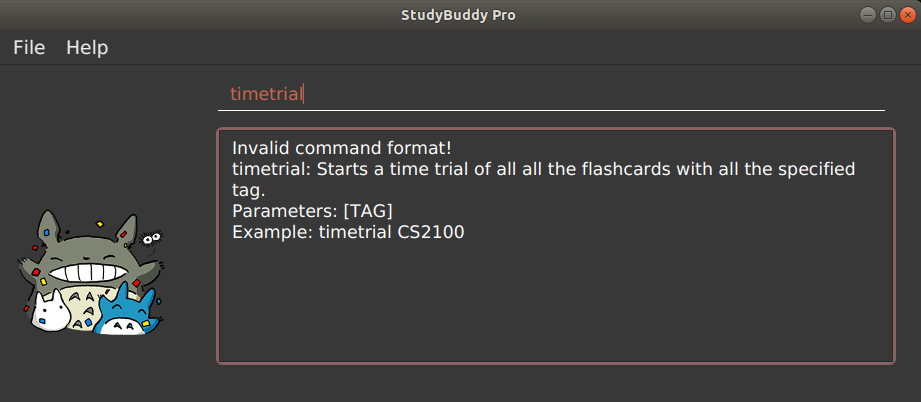 StudyBuddy Pro
File Help
timetrial
Invalid command format!
timetrial: Starts a time trial of all all the flashcards with all the specified
tag.
Parameters: [TAG]
Example: timetrial CS2100